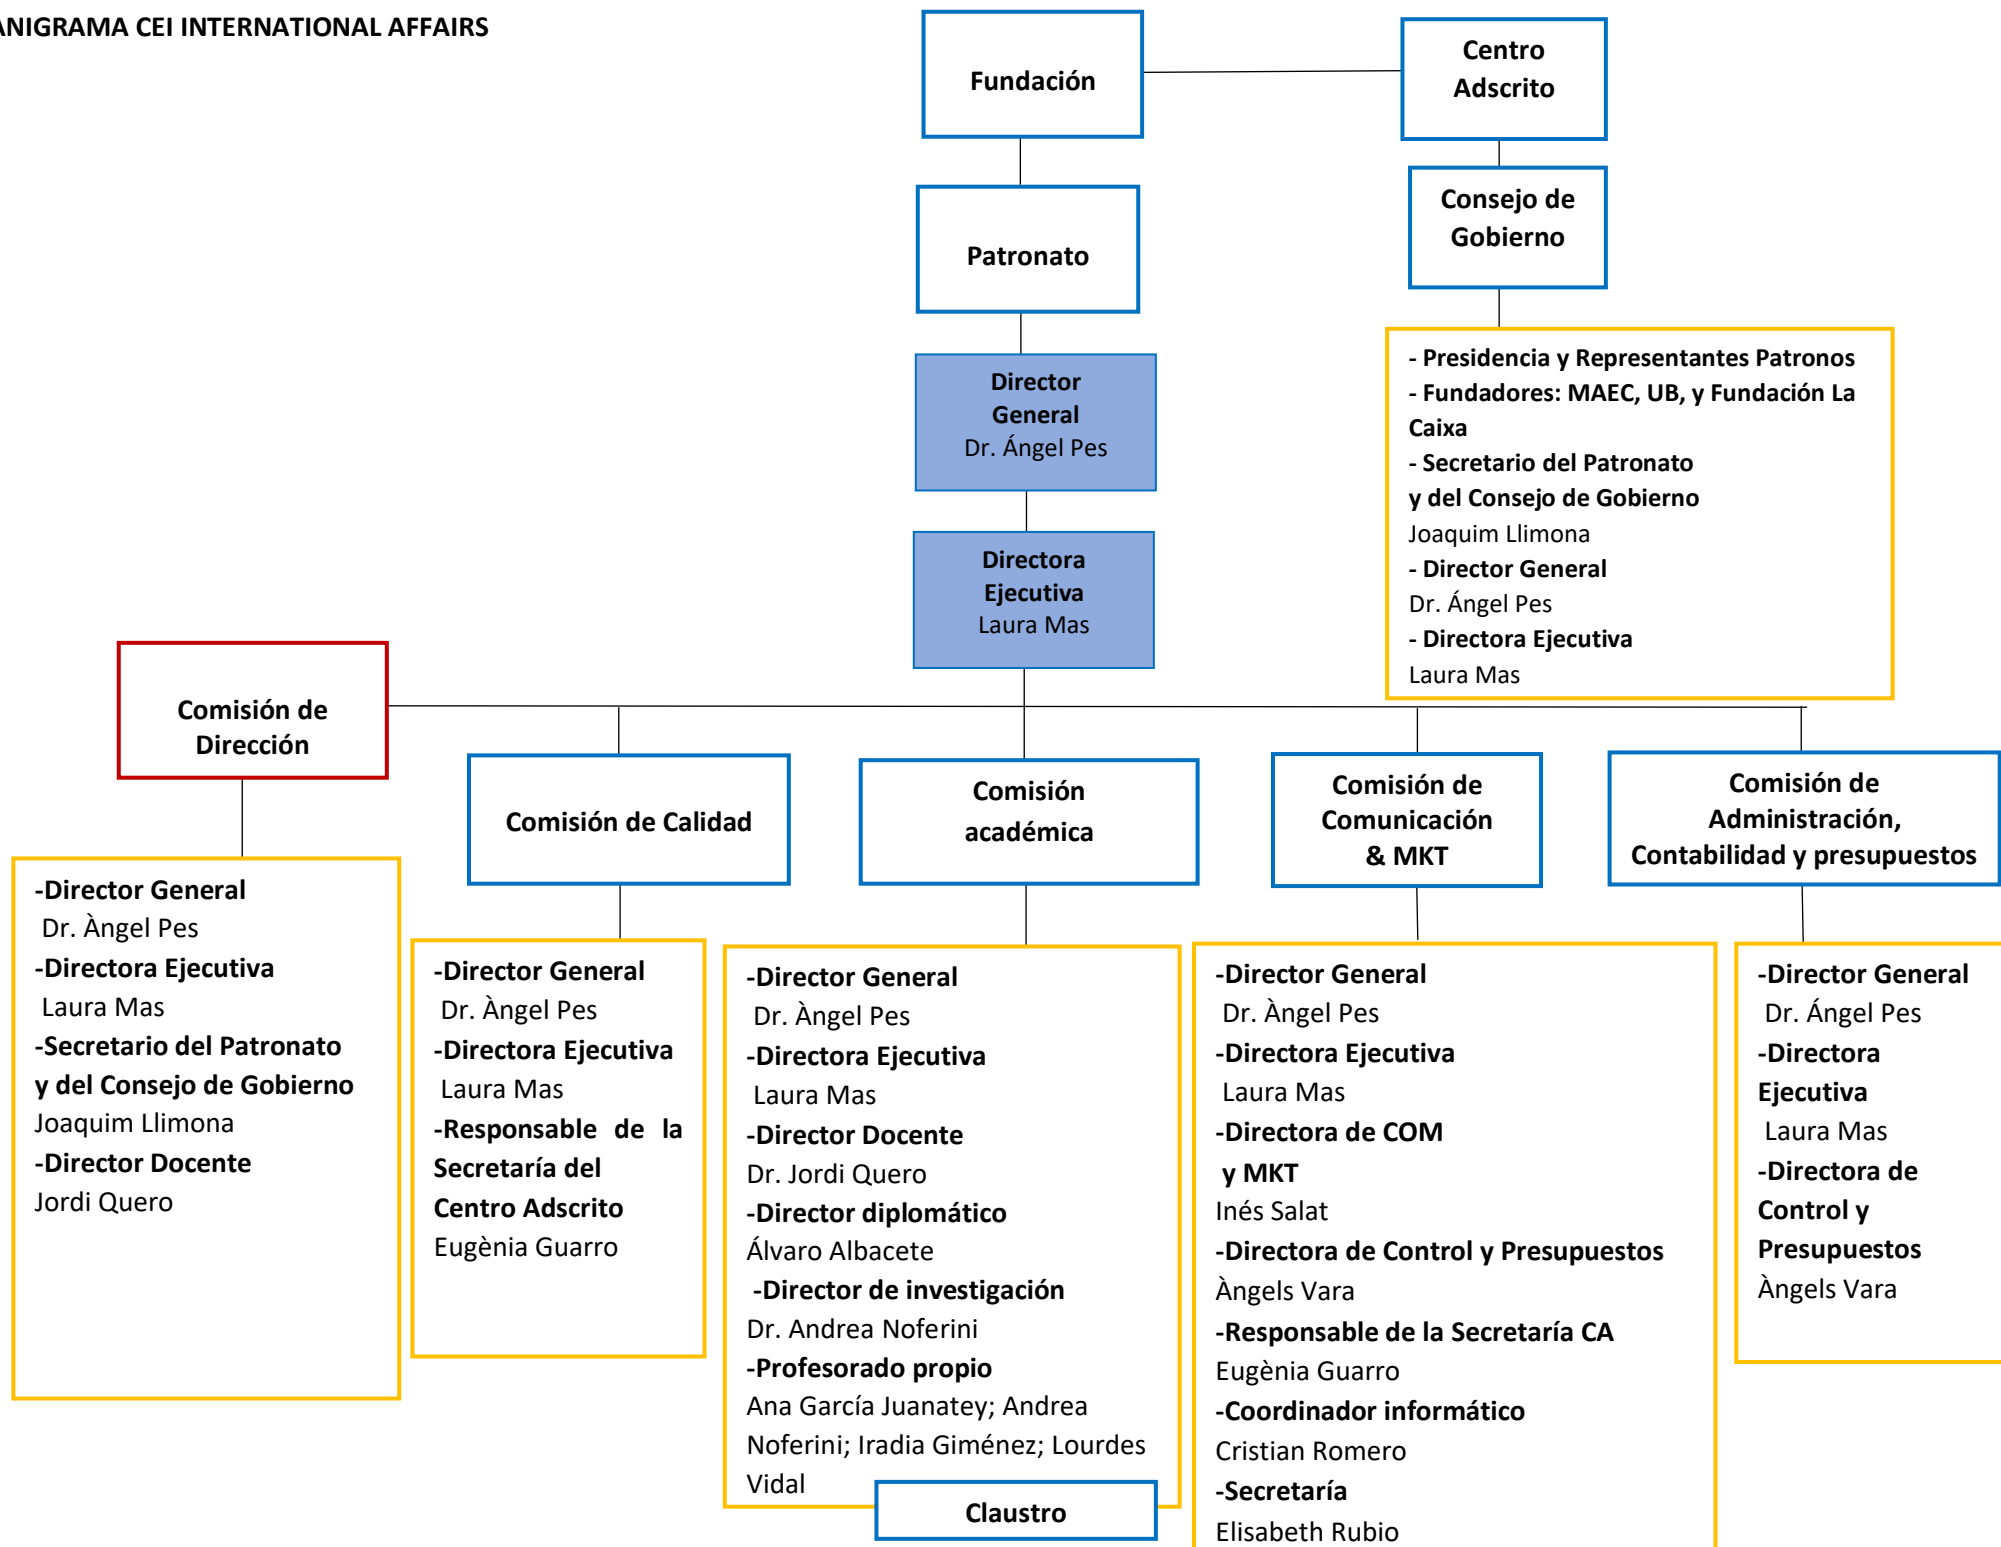 ANIGRAMA CEI INTERNATIONAL AFFAIRS
Fundación
Centro
Adscrito
Patronato
Consejo de
Gobierno
Director
General
Dr. Ángel Pes
Directora
Ejecutiva
Laura Mas
- Presidencia y Representantes Patronos
- Fundadores: MAEC, UB, y Fundación La
Caixa
- Secretario del Patronato
y del Consejo de Gobierno
Joaquim Llimona
- Director General
Dr. Ángel Pes
- Directora Ejecutiva
Laura Mas
Comisión de
Dirección
Comisión de Calidad
Comisión
académica
Comisión de
Comunicación
& MKT
Comisión de
Administración,
Contabilidad y presupuestos
-Director General
Dr. Àngel Pes
-Directora Ejecutiva
Laura Mas
-Secretario del Patronato
y del Consejo de Gobierno
Joaquim Llimona
-Director Docente
Jordi Quero
-Director General
Dr. Àngel Pes
-Directora Ejecutiva
Laura Mas
-Responsable de la
Secretaría del
Centro Adscrito
Eugènia Guarro
-Director General
Dr. Àngel Pes
-Directora Ejecutiva
Laura Mas
-Director Docente
Dr. Jordi Quero
-Director diplomático
Álvaro Albacete
-Director de investigación
Dr. Andrea Noferini
-Profesorado propio
Ana García Juanatey; Andrea
Noferini; Iradia Giménez; Lourdes
Vidal
Claustro
-Director General
Dr. Àngel Pes
-Directora Ejecutiva
Laura Mas
-Directora de COM
y MKT
Inés Salat
-Directora de Control y Presupuestos
Àngels Vara
-Responsable de la Secretaría CA
Eugènia Guarro
-Coordinador informático
Cristian Romero
-Secretaría
Elisabeth Rubio
-Director General
Dr. Ángel Pes
-Directora
Ejecutiva
Laura Mas
-Directora de
Control y
Presupuestos
Àngels Vara